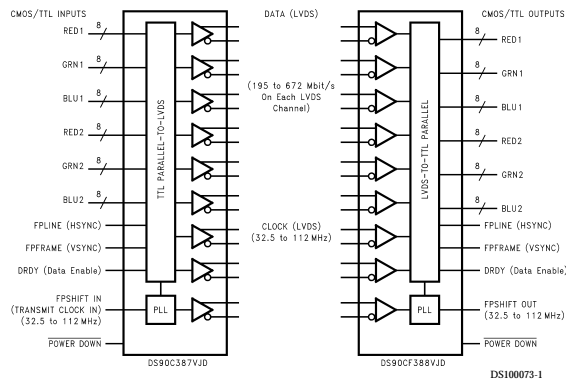 CMOS/TTL INPUTS
DATA (LVDS)
CMOS/TTL OUTPUTS
RED1
8
GRN1
8
BLU1
8
RED2
8
GRN2
8
BLU2
8
FPLINE (HSYNC)
FPFRAME (VSYNC)
DRDY (Data Enable)
FPSHIFT IN
(TRANSMIT CLOCK IN)
(32.5 to 112 MHz)
POWER DOWN
TTL PARALLEL-TO-LVDS
PLL
DS90C387VJD
(195 to 672 Mbit/s
On Each LVDS
Channel)
CLOCK (LVDS)
(32.5 to 112 MHz)
LVDS-TO-TTL PARALLEL
PLL
DS90CF388VJD
8
RED1
8
GRN1
8
BLU1
8
RED2
8
GRN2
8
BLU2
FPLINE (HSYNC)
FPFRAME (VSYNC)
DRDY (Data Enable)
FPSHIFT OUT
(32.5 to 112 MHz)
POWER DOWN
DS100073-1